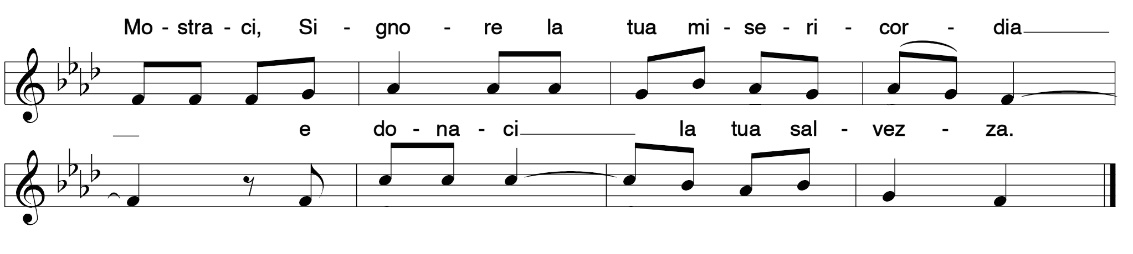 Mo - stra - ci, Si - gno - re la tua mi - se - ri - cor - dia
e do - na - ci la tua sal - vez - za.